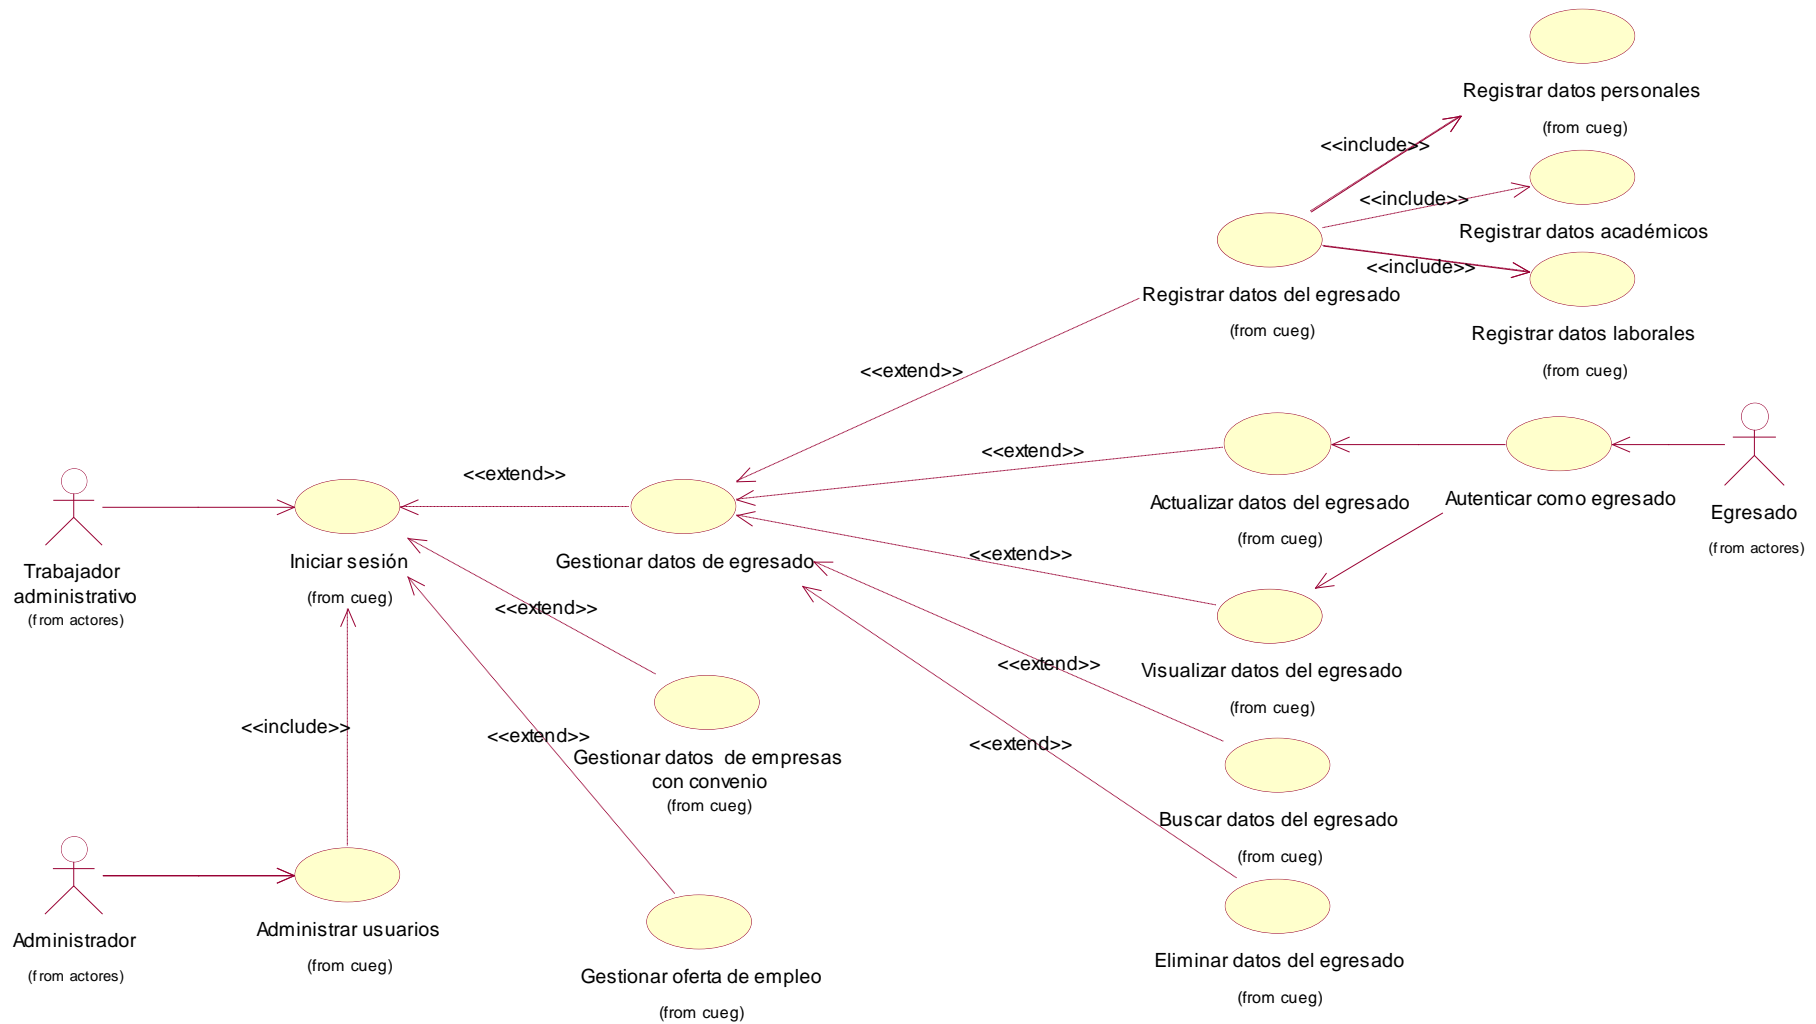 Registrar datos personales
(from cueg)
<<include>>
<<include>>
Registrar datos académicos
<<include>>
Registrar datos del egresado
(from cueg)
Registrar datos laborales
(from cueg)
<<extend>>
<<extend>>
<<extend>>
Actualizar datos del egresado
(from cueg)
Autenticar como egresado
Egresado
(from actores)
Trabajador
administrativo
(from actores)
Iniciar sesión
(from cueg)
Gestionar datos de egresado
<<extend>>
<<extend>>
<<extend>>
Visualizar datos del egresado
(from cueg)
<<include>>
<<extend>>
<<extend>>
Gestionar datos  de empresas
con convenio
(from cueg)
Buscar datos del egresado
(from cueg)
Administrador
(from actores)
Administrar usuarios
(from cueg)
Gestionar oferta de empleo
(from cueg)
Eliminar datos del egresado
(from cueg)